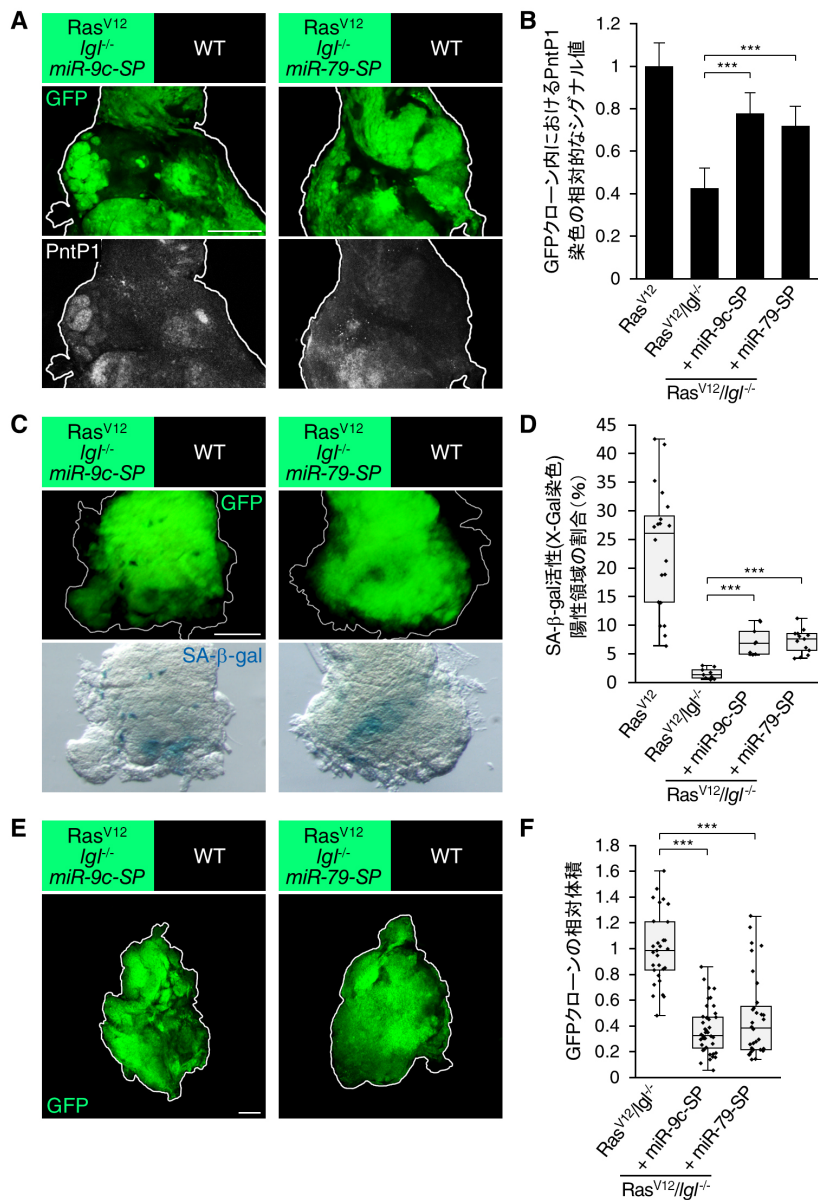 A
Ras^V12
lgl^-/-
miR-9c-SP
WT
Ras^V12
lgl^-/-
miR-79-SP
WT
GFP
PntP1
B
GFPクローン内におけるPntP1
染色の相対的なシグナル値
1.2
1
0.8
0.6
0.4
0.2
0
***
***
Ras^V12
Ras^V12/lgl^-/-
+ miR-9c-SP
+ miR-79-SP
Ras^V12/lgl^-/-
C
Ras^V12
lgl^-/-
miR-9c-SP
WT
Ras^V12
lgl^-/-
miR-79-SP
WT
GFP
SA-β-gal
D
SA-β-gal活性(X-Gal染色)
陽性領域の割合(%)
45
40
35
30
25
20
15
10
5
0
***
***
Ras^V12
Ras^V12/lgl^-/-
+ miR-9c-SP
+ miR-79-SP
Ras^V12/lgl^-/-
E
Ras^V12
lgl^-/-
miR-9c-SP
WT
Ras^V12
lgl^-/-
miR-79-SP
WT
GFP
F
GFPクローンの相対体積
1.8
1.6
1.4
1.2
1
0.8
0.6
0.4
0.2
0
***
***
Ras^V12/lgl^-/-
+ miR-9c-SP
+ miR-79-SP
Ras^V12/lgl^-/-